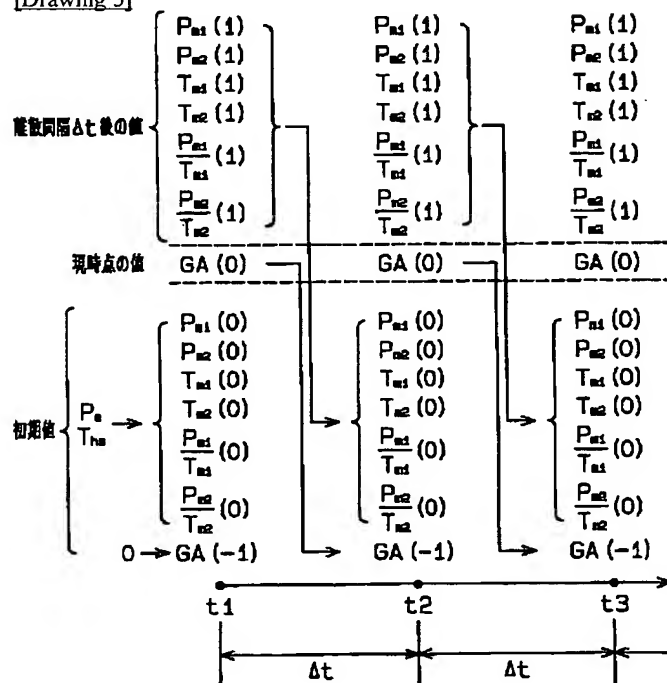 [Drawing 5]
Pm1(1) Pm1(1) Pm1(1)
Pm2(1) Pm2(1) Pm2(1)
Tm1(1) Tm1(1) Tm1(1)
離散間隔Δt後の値 Tm2(1) Tm2(1) Tm2(1)
Pm1/Tm1(1) Pm1/Tm1(1) Pm1/Tm1(1)
Pm2/Tm2(1) Pm2/Tm2(1) Pm2/Tm2(1)
現時点の値 GA(0) GA(0) GA(0)
Pm1(0) Pm1(0) Pm1(0)
Pm2(0) Pm2(0) Pm2(0)
Tm1(0) Tm1(0) Tm1(0)
初期値 Pa Tha Tm2(0) Tm2(0) Tm2(0)
Pm1/Tm1(0) Pm1/Tm1(0) Pm1/Tm1(0)
Pm2/Tm2(0) Pm2/Tm2(0) Pm2/Tm2(0)
0→GA(-1) GA(-1) GA(-1)
t1 t2 t3
Δt Δt